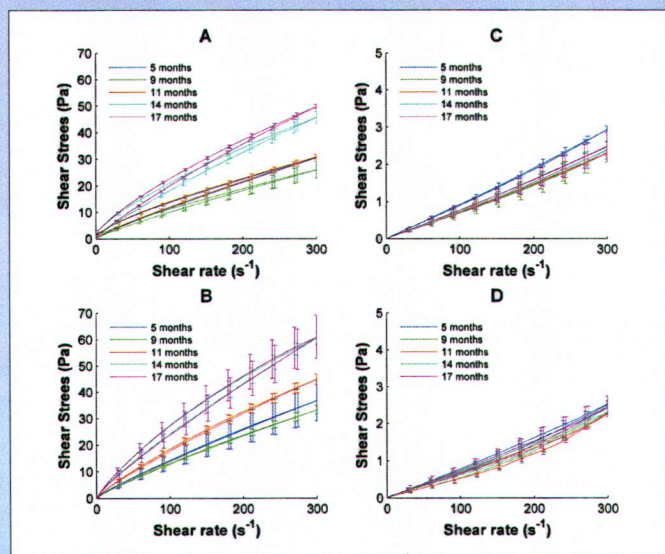 A
Shear Strees (Pa)
70
60
50
40
30
20
10
0
5 months
9 months
11 months
14 months
17 months
0
100
200
300
Shear rate (s⁻¹)
C
Shear Strees (Pa)
5
4
3
2
1
0
5 months
9 months
11 months
14 months
17 months
0
100
200
300
Shear rate (s⁻¹)
B
Shear Strees (Pa)
70
60
50
40
30
20
10
0
5 months
9 months
11 months
14 months
17 months
0
100
200
300
Shear rate (s⁻¹)
D
Shear Strees (Pa)
5
4
3
2
1
0
5 months
9 months
11 months
14 months
17 months
0
100
200
300
Shear rate (s⁻¹)